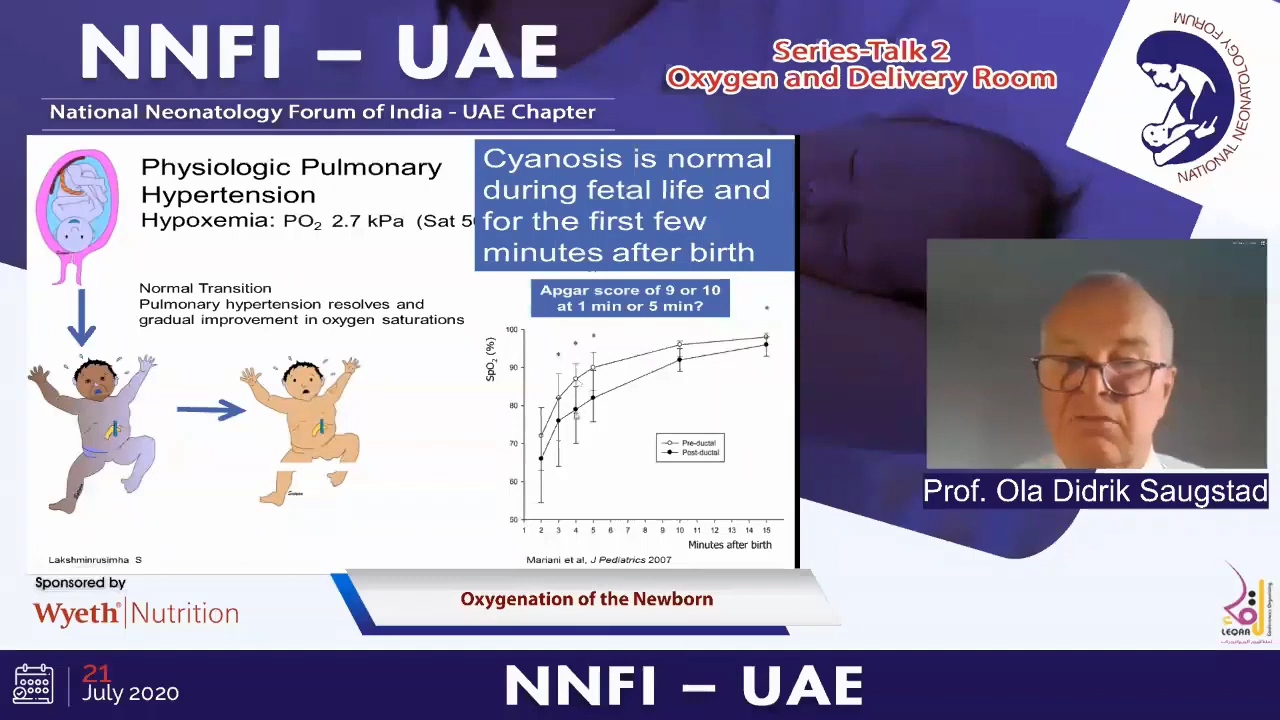 NNFI – UAE
National Neonatology Forum of India - UAE Chapter
Series-Talk 2
Oxygen and Delivery Room
NATIONAL NEONATOLOGY FORUM
Physiologic Pulmonary
Hypertension
Hypoxemia: PO2 2.7 kPa (Sat 5
Cyanosis is normal
during fetal life and
for the first few
minutes after birth
Normal Transition
Pulmonary hypertension resolves and
gradual improvement in oxygen saturations
Apgar score of 9 or 10
at 1 min or 5 min?
* * * *
SpO2 (%)
100
90
80
70
60
50
Pre-ductal
Post-ductal
1 2 3 4 5 6 7 8 9 10 11 12 13 14 15
Minutes after birth
Lakshminrusimha S
Mariani et al, J Pediatrics 2007
Prof. Ola Didrik Saugstad
Sponsored by
Wyeth® Nutrition
Oxygenation of the Newborn
LEQAA
21
July 2020
NNFI – UAE